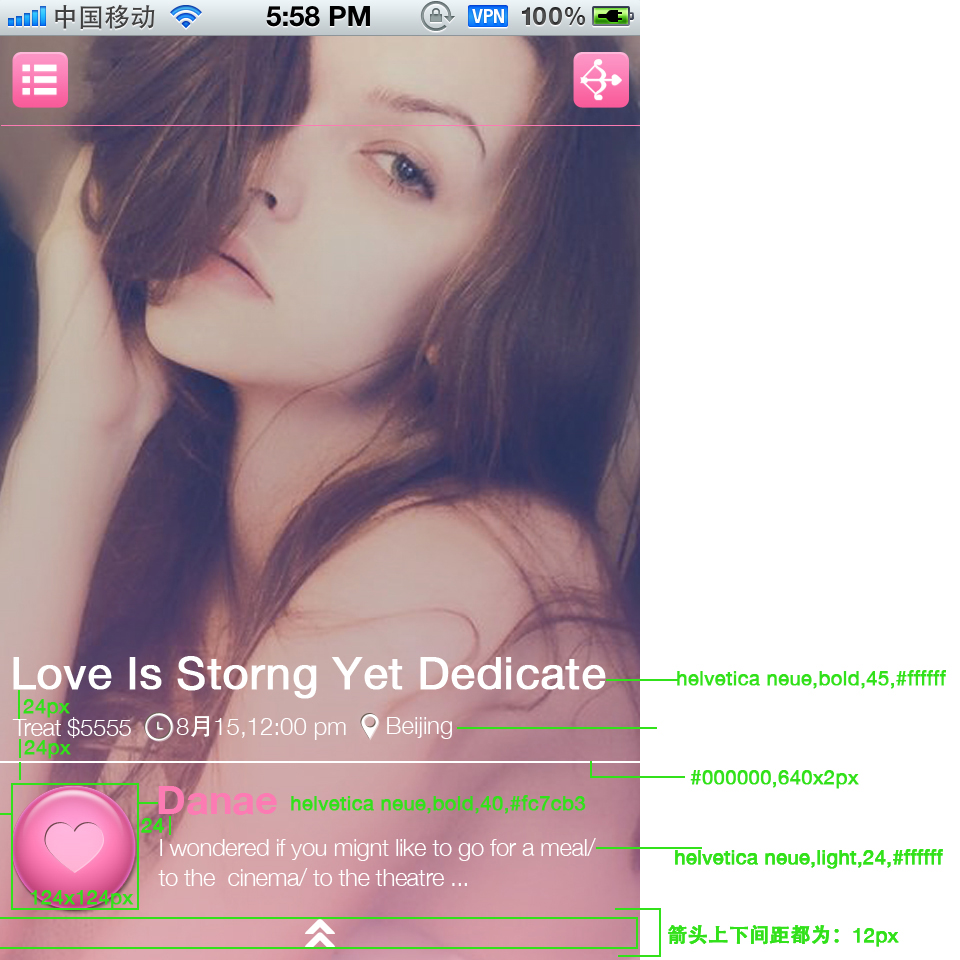 中国移动 5:58 PM VPN 100%
Love Is Storng Yet Dedicate
helvetica neue,bold,45,#ffffff
24px
Treat $5555 8月15,12:00 pm Beijing
24px
#000000,640x2px
Danae helvetica neue,bold,40,#fc7cb3
24
I wondered if you mignt like to go for a meal/
to the cinema/ to the theatre ...
helvetica neue,light,24,#ffffff
124x124px
箭头上下间距都为：12px